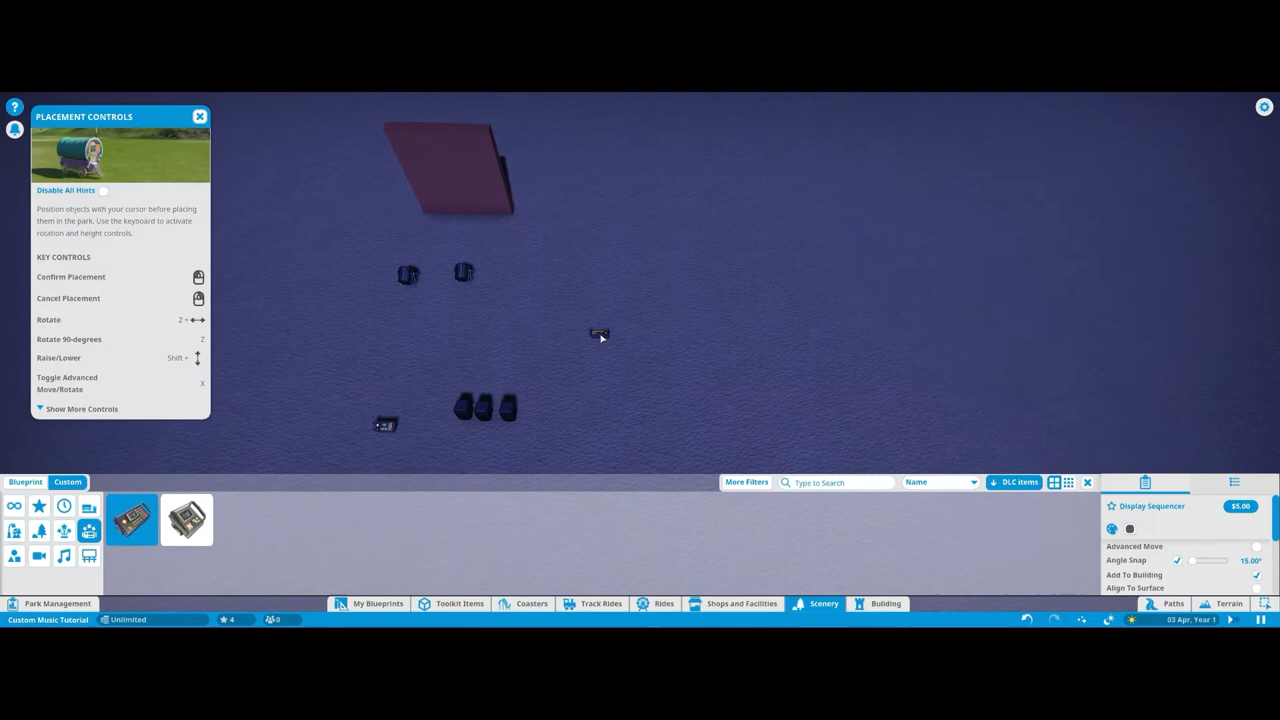 PLACEMENT CONTROLS
Disable All Hints
Position objects with your cursor before placing
them in the park. Use the keyboard to activate
rotation and height controls.
KEY CONTROLS
Confirm Placement
Cancel Placement
Rotate Z +
Rotate 90-degrees Z
Raise/Lower Shift +
Toggle Advanced
Move/Rotate X
Show More Controls
Blueprint Custom
More Filters Type to Search Name DLC items
Display Sequencer $5.00
Advanced Move
Angle Snap 15.00°
Add To Building
Align To Surface
Park Management My Blueprints Toolkit Items Coasters Track Rides Rides Shops and Facilities Scenery Building Paths Terrain
Custom Music Tutorial Unlimited 4 0 03 Apr, Year 1